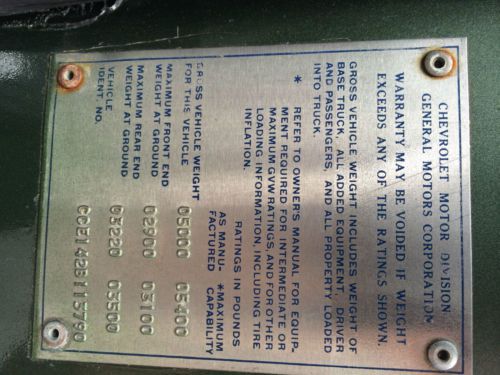 CHEVROLET MOTOR DIVISION
GENERAL MOTORS CORPORATION
WARRANTY MAY BE VOIDED IF WEIGHT
EXCEEDS ANY OF THE RATINGS SHOWN.
GROSS VEHICLE WEIGHT INCLUDES WEIGHT OF
BASE TRUCK, ALL ADDED EQUIPMENT, DRIVER
AND PASSENGERS, AND ALL PROPERTY LOADED
INTO TRUCK.
* REFER TO OWNER'S MANUAL FOR EQUIP-
MENT REQUIRED FOR INTERMEDIATE OR
MAXIMUM GVW RATINGS, AND FOR OTHER
LOADING INFORMATION, INCLUDING TIRE
INFLATION.
RATINGS IN POUNDS
AS MANU- *MAXIMUM
FACTURED CAPABILITY
GROSS VEHICLE WEIGHT
FOR THIS VEHICLE 05000 05400
MAXIMUM FRONT END
WEIGHT AT GROUND 02900 03100
MAXIMUM REAR END
WEIGHT AT GROUND 03500
VEHICLE
IDENT. NO. CCE142B119790